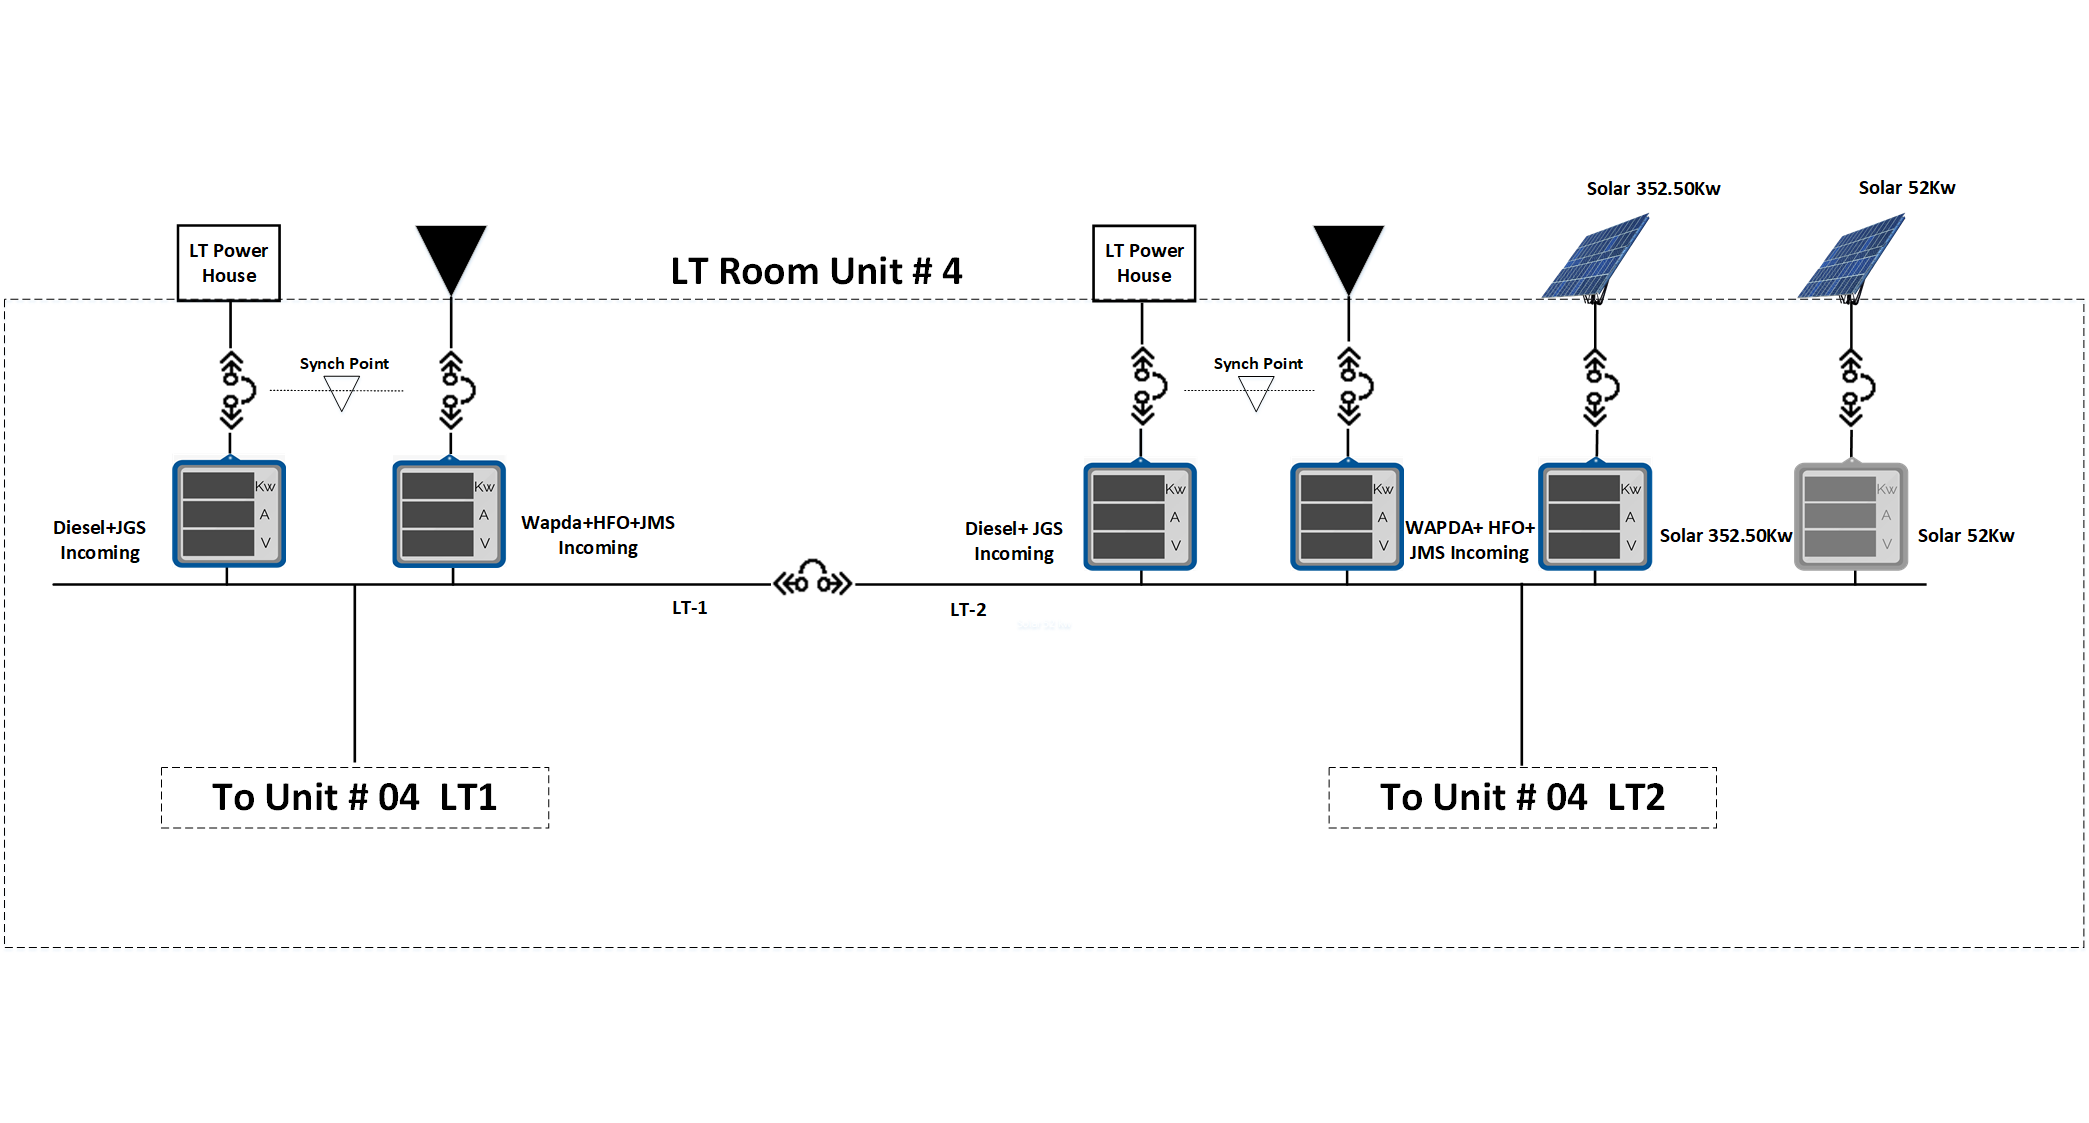 Solar 352.50Kw
Solar 52Kw
LT Power
House
LT Room Unit # 4
LT Power
House
Synch Point
Synch Point
Kw
A
V
Kw
A
V
Kw
A
V
Kw
A
V
Kw
A
V
Kw
A
V
Diesel+JGS
Incoming
Wapda+HFO+JMS
Incoming
Diesel+ JGS
Incoming
WAPDA+ HFO+
JMS Incoming
Solar 352.50Kw
Solar 52Kw
LT-1
LT-2
To Unit # 04 LT1
To Unit # 04 LT2